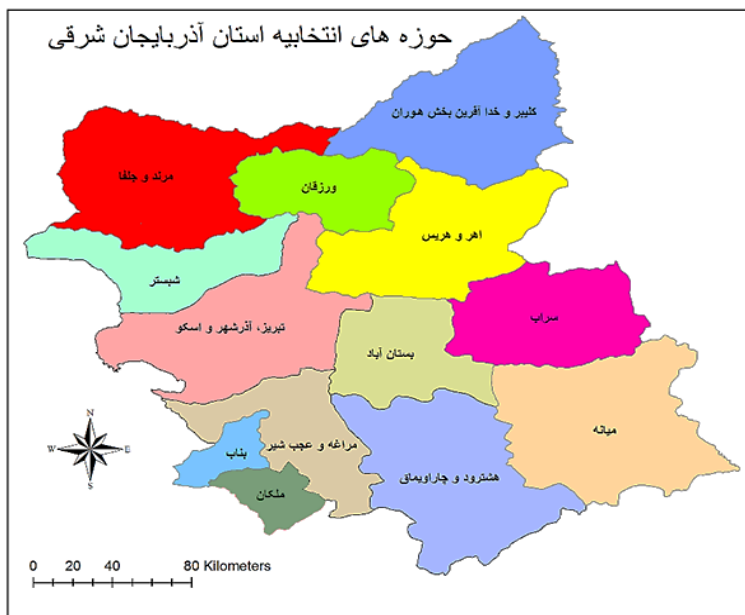 حوزه های انتخابیه استان آذربایجان شرقی
کلیبر و خدا آفرین بخش هوران
مرند و جلفا
ورزقان
اهر و هریس
شبستر
سراب
تبریز، آذرشهر و اسکو
بستان آباد
میانه
مراغه و عجب شیر
بناب
هشترود و چاراویماق
ملکان
N
W
E
S
0 20 40 80 Kilometers